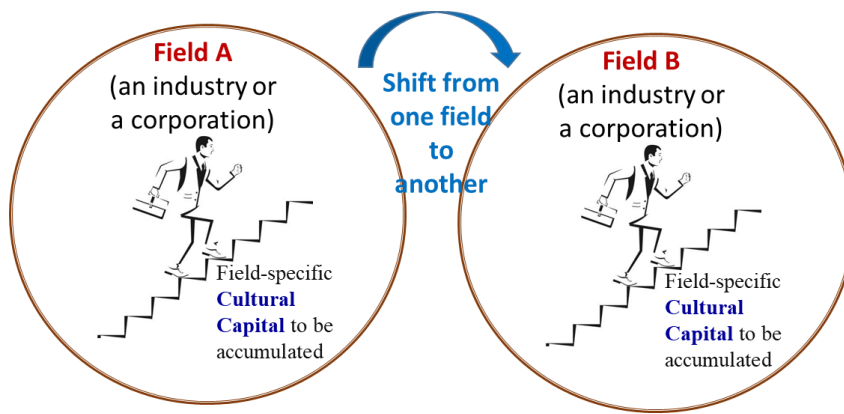 Field A
(an industry or
a corporation)
Field-specific
Cultural
Capital to be
accumulated
Shift from
one field
to
another
Field B
(an industry or
a corporation)
Field-specific
Cultural
Capital to be
accumulated